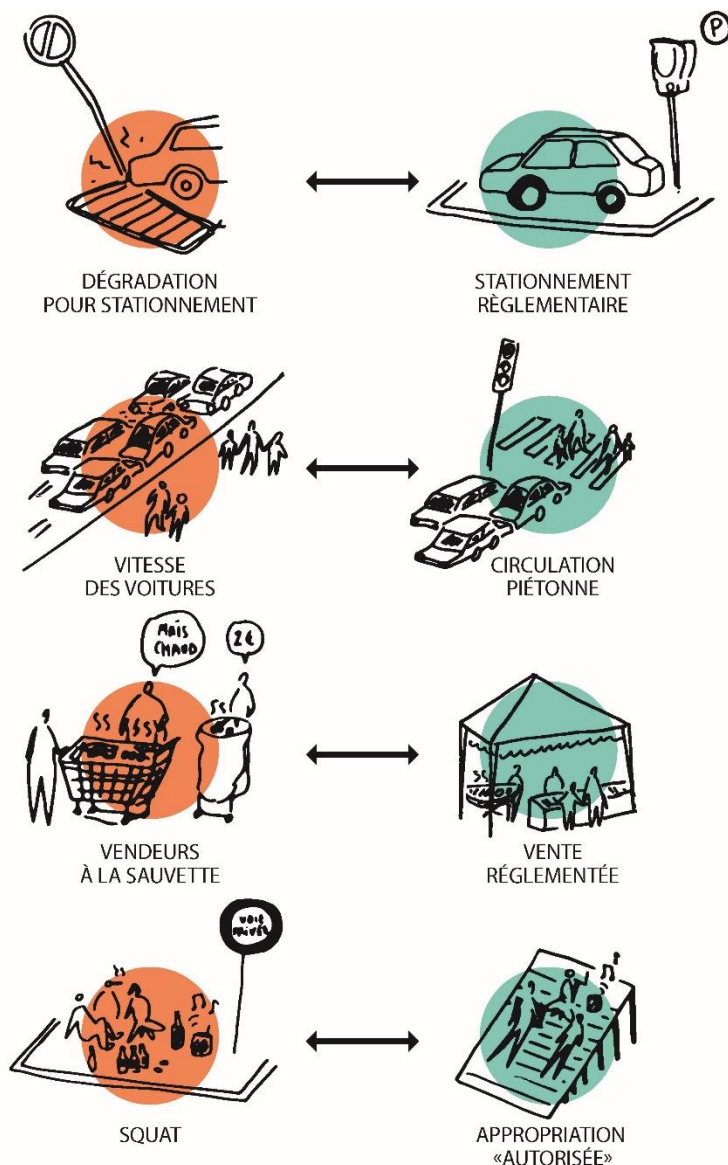 P
DÉGRADATION
POUR STATIONNEMENT
STATIONNEMENT
RÈGLEMENTAIRE
VITESSE
DES VOITURES
CIRCULATION
PIÉTONNE
MAÏS
CHAUD
2€
VENDEURS
À LA SAUVETTE
VENTE
RÉGLEMENTÉE
VOIE
PRIVÉE
SQUAT
APPROPRIATION
«AUTORISÉE»